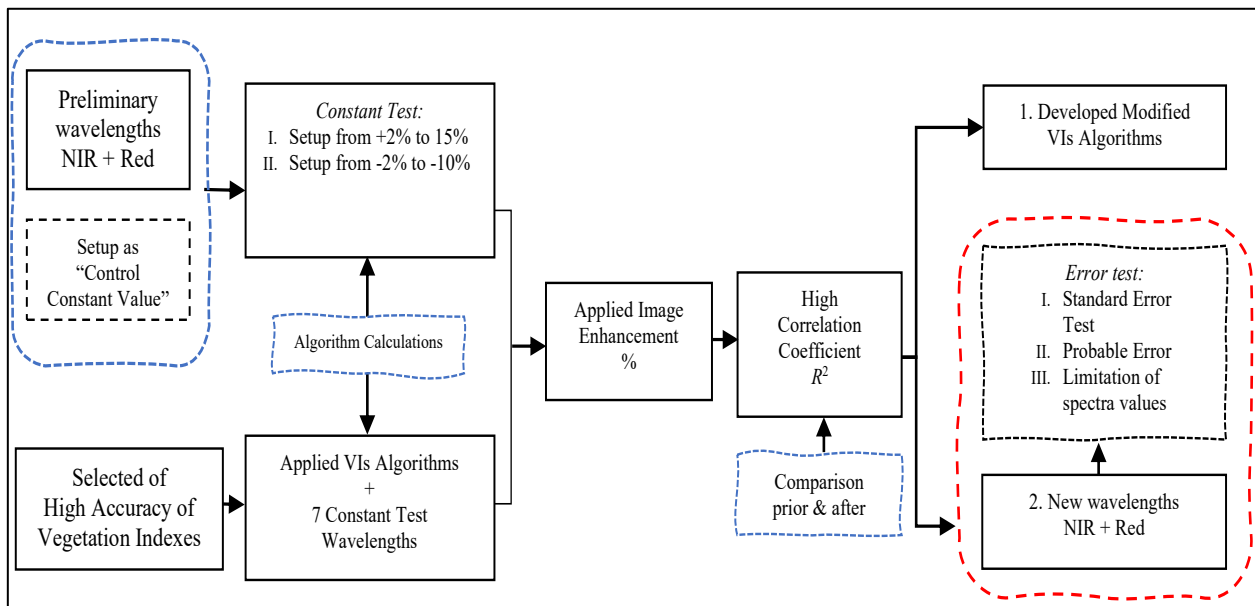 Preliminary
wavelengths
NIR + Red
Setup as
“Control
Constant Value”
Constant Test:
I. Setup from +2% to 15%
II. Setup from -2% to -10%
Algorithm Calculations
Selected of
High Accuracy of
Vegetation Indexes
Applied VIs Algorithms
+
7 Constant Test
Wavelengths
Applied Image
Enhancement
%
High
Correlation
Coefficient
R²
Comparison
prior & after
1. Developed Modified
VIs Algorithms
Error test:
I. Standard Error
Test
II. Probable Error
III. Limitation of
spectra values
2. New wavelengths
NIR + Red